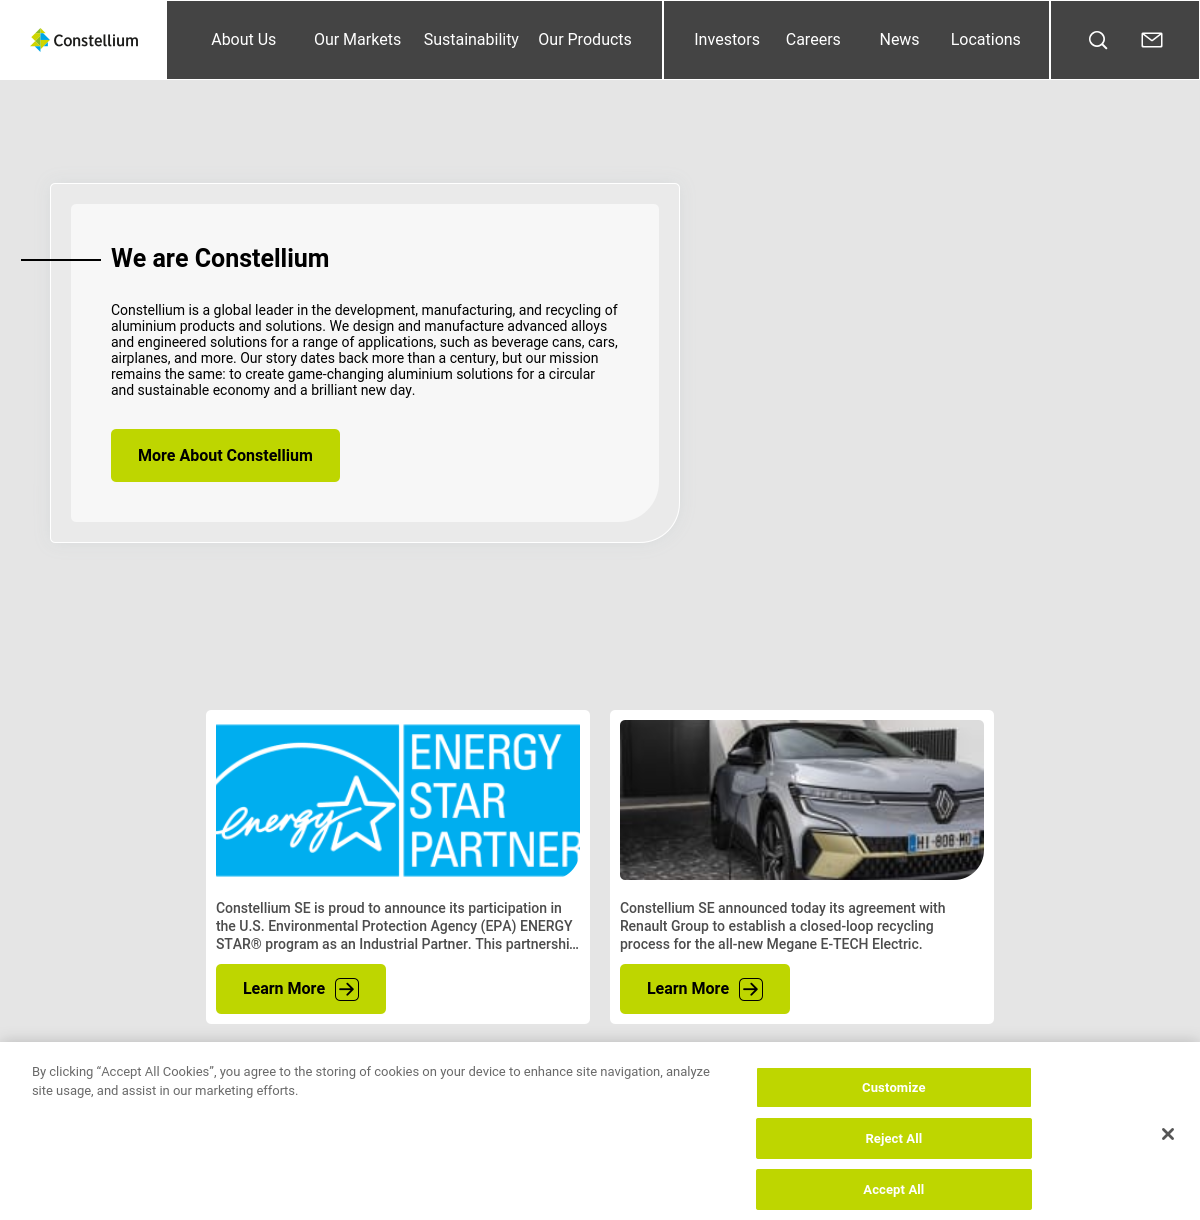 Constellium
About Us
Our Markets
Sustainability
Our Products
Investors
Careers
News
Locations
We are Constellium
Constellium is a global leader in the development, manufacturing, and recycling of
aluminium products and solutions. We design and manufacture advanced alloys
and engineered solutions for a range of applications, such as beverage cans, cars,
airplanes, and more. Our story dates back more than a century, but our mission
remains the same: to create game-changing aluminium solutions for a circular
and sustainable economy and a brilliant new day.
More About Constellium
energy
ENERGY
STAR
PARTNER
HI-808-MO
Constellium SE is proud to announce its participation in
the U.S. Environmental Protection Agency (EPA) ENERGY
STAR® program as an Industrial Partner. This partnershi…
Learn More
Constellium SE announced today its agreement with
Renault Group to establish a closed-loop recycling
process for the all-new Megane E-TECH Electric.
Learn More
By clicking “Accept All Cookies”, you agree to the storing of cookies on your device to enhance site navigation, analyze
site usage, and assist in our marketing efforts.
Customize
Reject All
Accept All